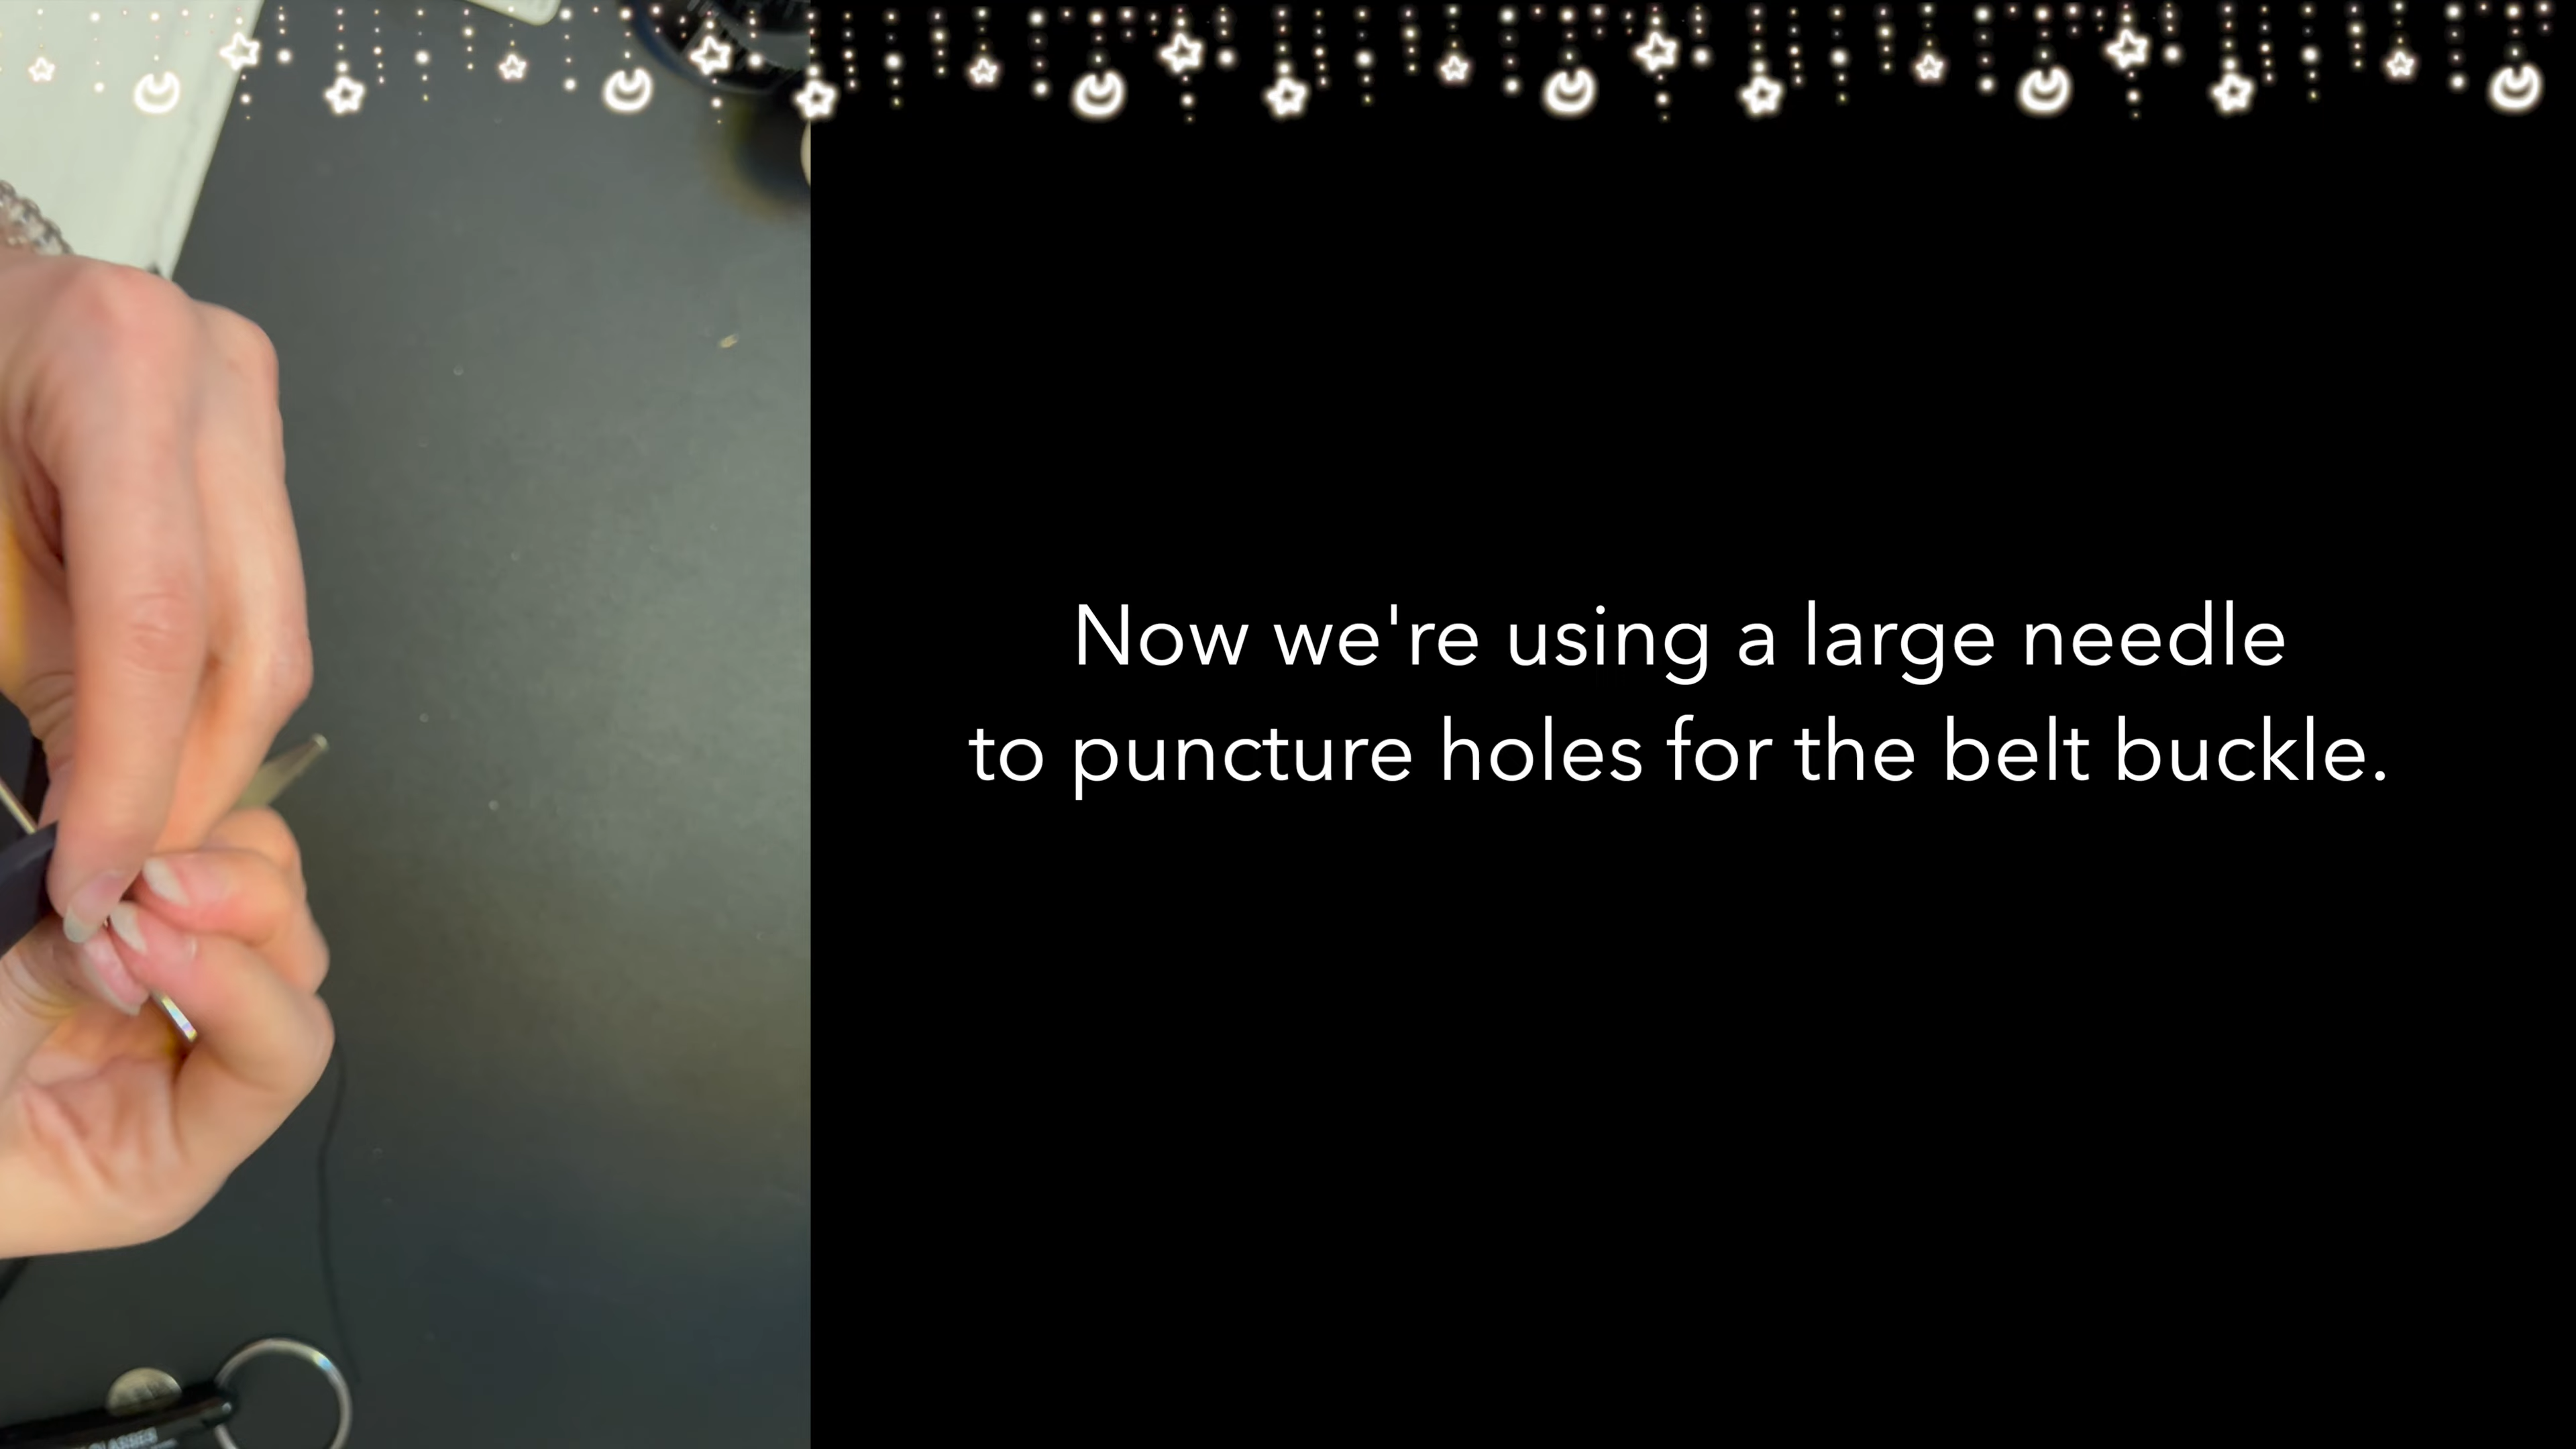 Now we're using a large needle
to puncture holes for the belt buckle.